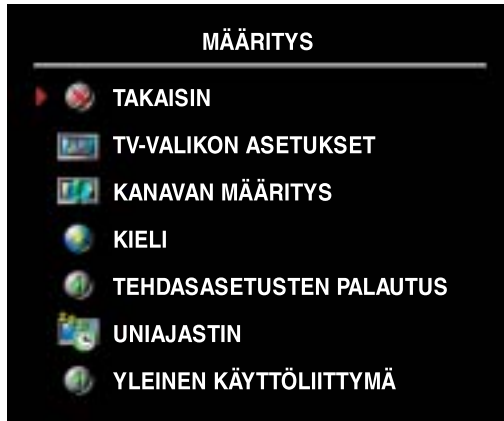 MÄÄRITYS
TAKAISIN
TV-VALIKON ASETUKSET
KANAVAN MÄÄRITYS
KIELI
TEHDASASETUSTEN PALAUTUS
UNIAJASTIN
YLEINEN KÄYTTÖLIITTYMÄ